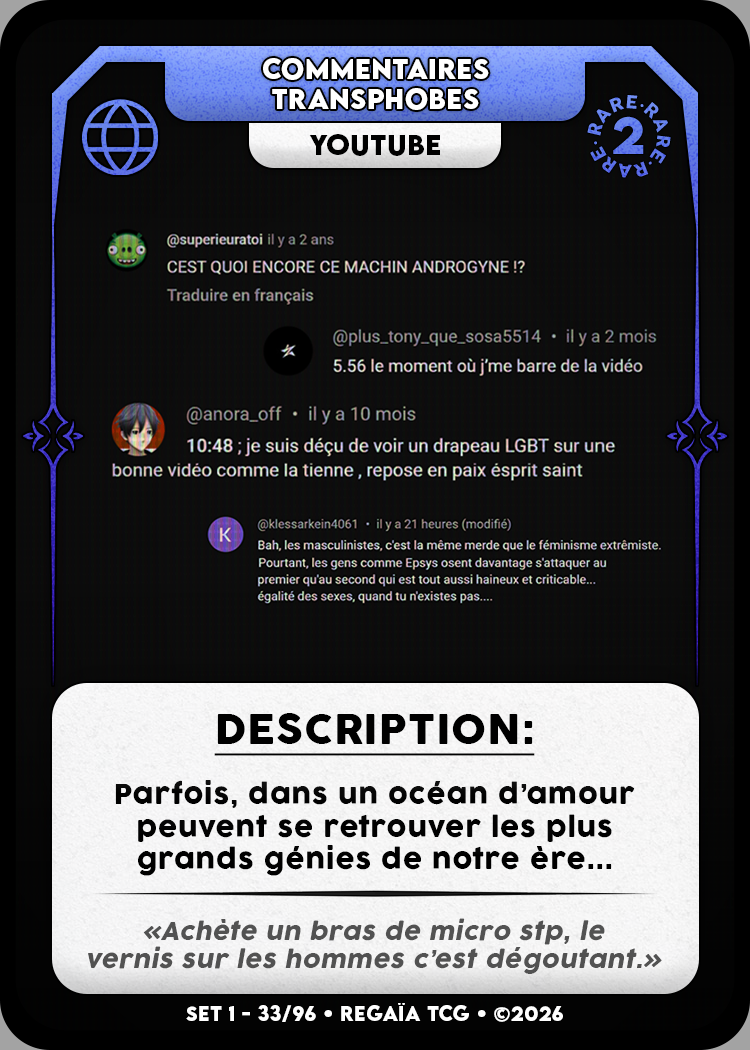 COMMENTAIRES
TRANSPHOBES
YOUTUBE
RARE · RARE · RARE ·
2
@superieuratoi il y a 2 ans
CEST QUOI ENCORE CE MACHIN ANDROGYNE !?
Traduire en français
@plus_tony_que_sosa5514 • il y a 2 mois
5.56 le moment où j’me barre de la vidéo
@anora_off • il y a 10 mois
10:48 ; je suis déçu de voir un drapeau LGBT sur une
bonne vidéo comme la tienne , repose en paix ésprit saint
K
@klessarkein4061 • il y a 21 heures (modifié)
Bah, les masculinistes, c'est la même merde que le féminisme extrêmiste.
Pourtant, les gens comme Epsys osent davantage s'attaquer au
premier qu'au second qui est tout aussi haineux et criticable...
égalité des sexes, quand tu n'existes pas....
DESCRIPTION:
Parfois, dans un océan d’amour
peuvent se retrouver les plus
grands génies de notre ère...
«Achète un bras de micro stp, le
vernis sur les hommes c’est dégoutant.»
SET 1 - 33/96 • REGAÏA TCG • ©2026